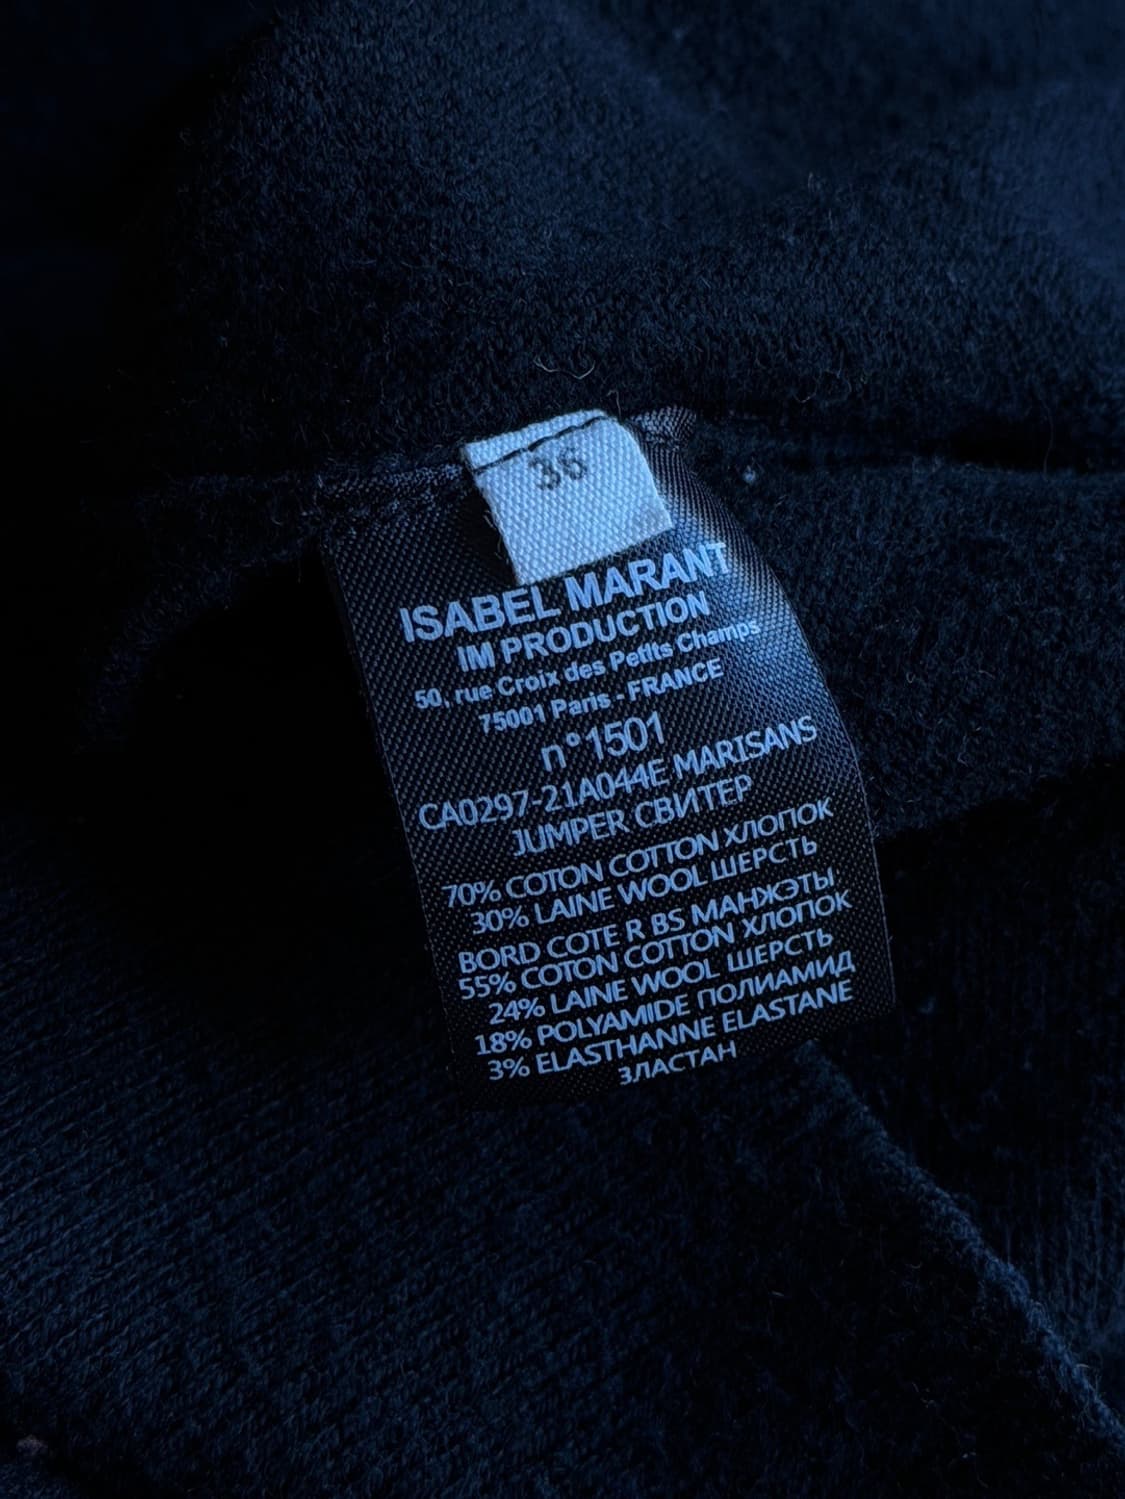 36
ISABEL MARANT
IM PRODUCTION
50, rue Croix des Petits Champs
75001 Paris - FRANCE
n°1501
CA0297-21A044E MARISANS
JUMPER СВИТЕР
70% COTON COTTON ХЛОПОК
30% LAINE WOOL ШЕРСТЬ
BORD COTE R BS МАНЖЭТЫ
55% COTON COTTON ХЛОПОК
24% LAINE WOOL ШЕРСТЬ
18% POLYAMIDE ПОЛИАМИД
3% ELASTHANNE ELASTANE
ЗЛАСТАН